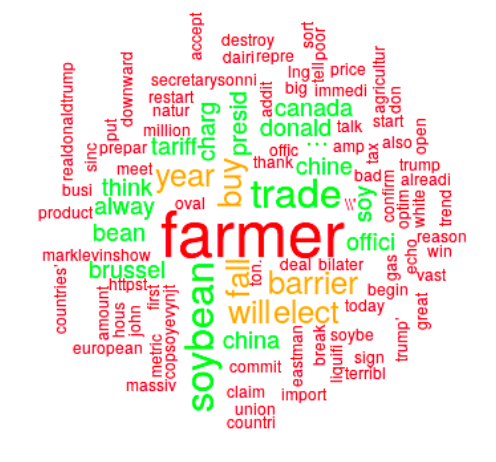 accept
sort
destroy
dairi
repre
tell
poor
secretarysonni
lng
big
price
agricultur
realdonaldtrump
downward
restart
natur
charg
presid
addit
immedi
don
put
million
canada
start
sinc
prepar
tariff
donald
...
talk
also
open
offic
amp
tax
meet
thank
chine
bad
trump
busi
think
year
buy
trade
soy
confirm
alreadi
alway
oval
\\'
optim
white
trend
product
bean
farmer
offici
echo
reason
win
marklevinshow
brussel
fall
ton.
deal
bilater
gas
vast
countries'
httpst
soybean
barrier
begin
amount
first
will
elect
today
great
hous
john
china
eastman
break
soybe
trump'
european
metric
copsoyevynjt
commit
liquifi
sign
massiv
terribl
claim
import
union
countri